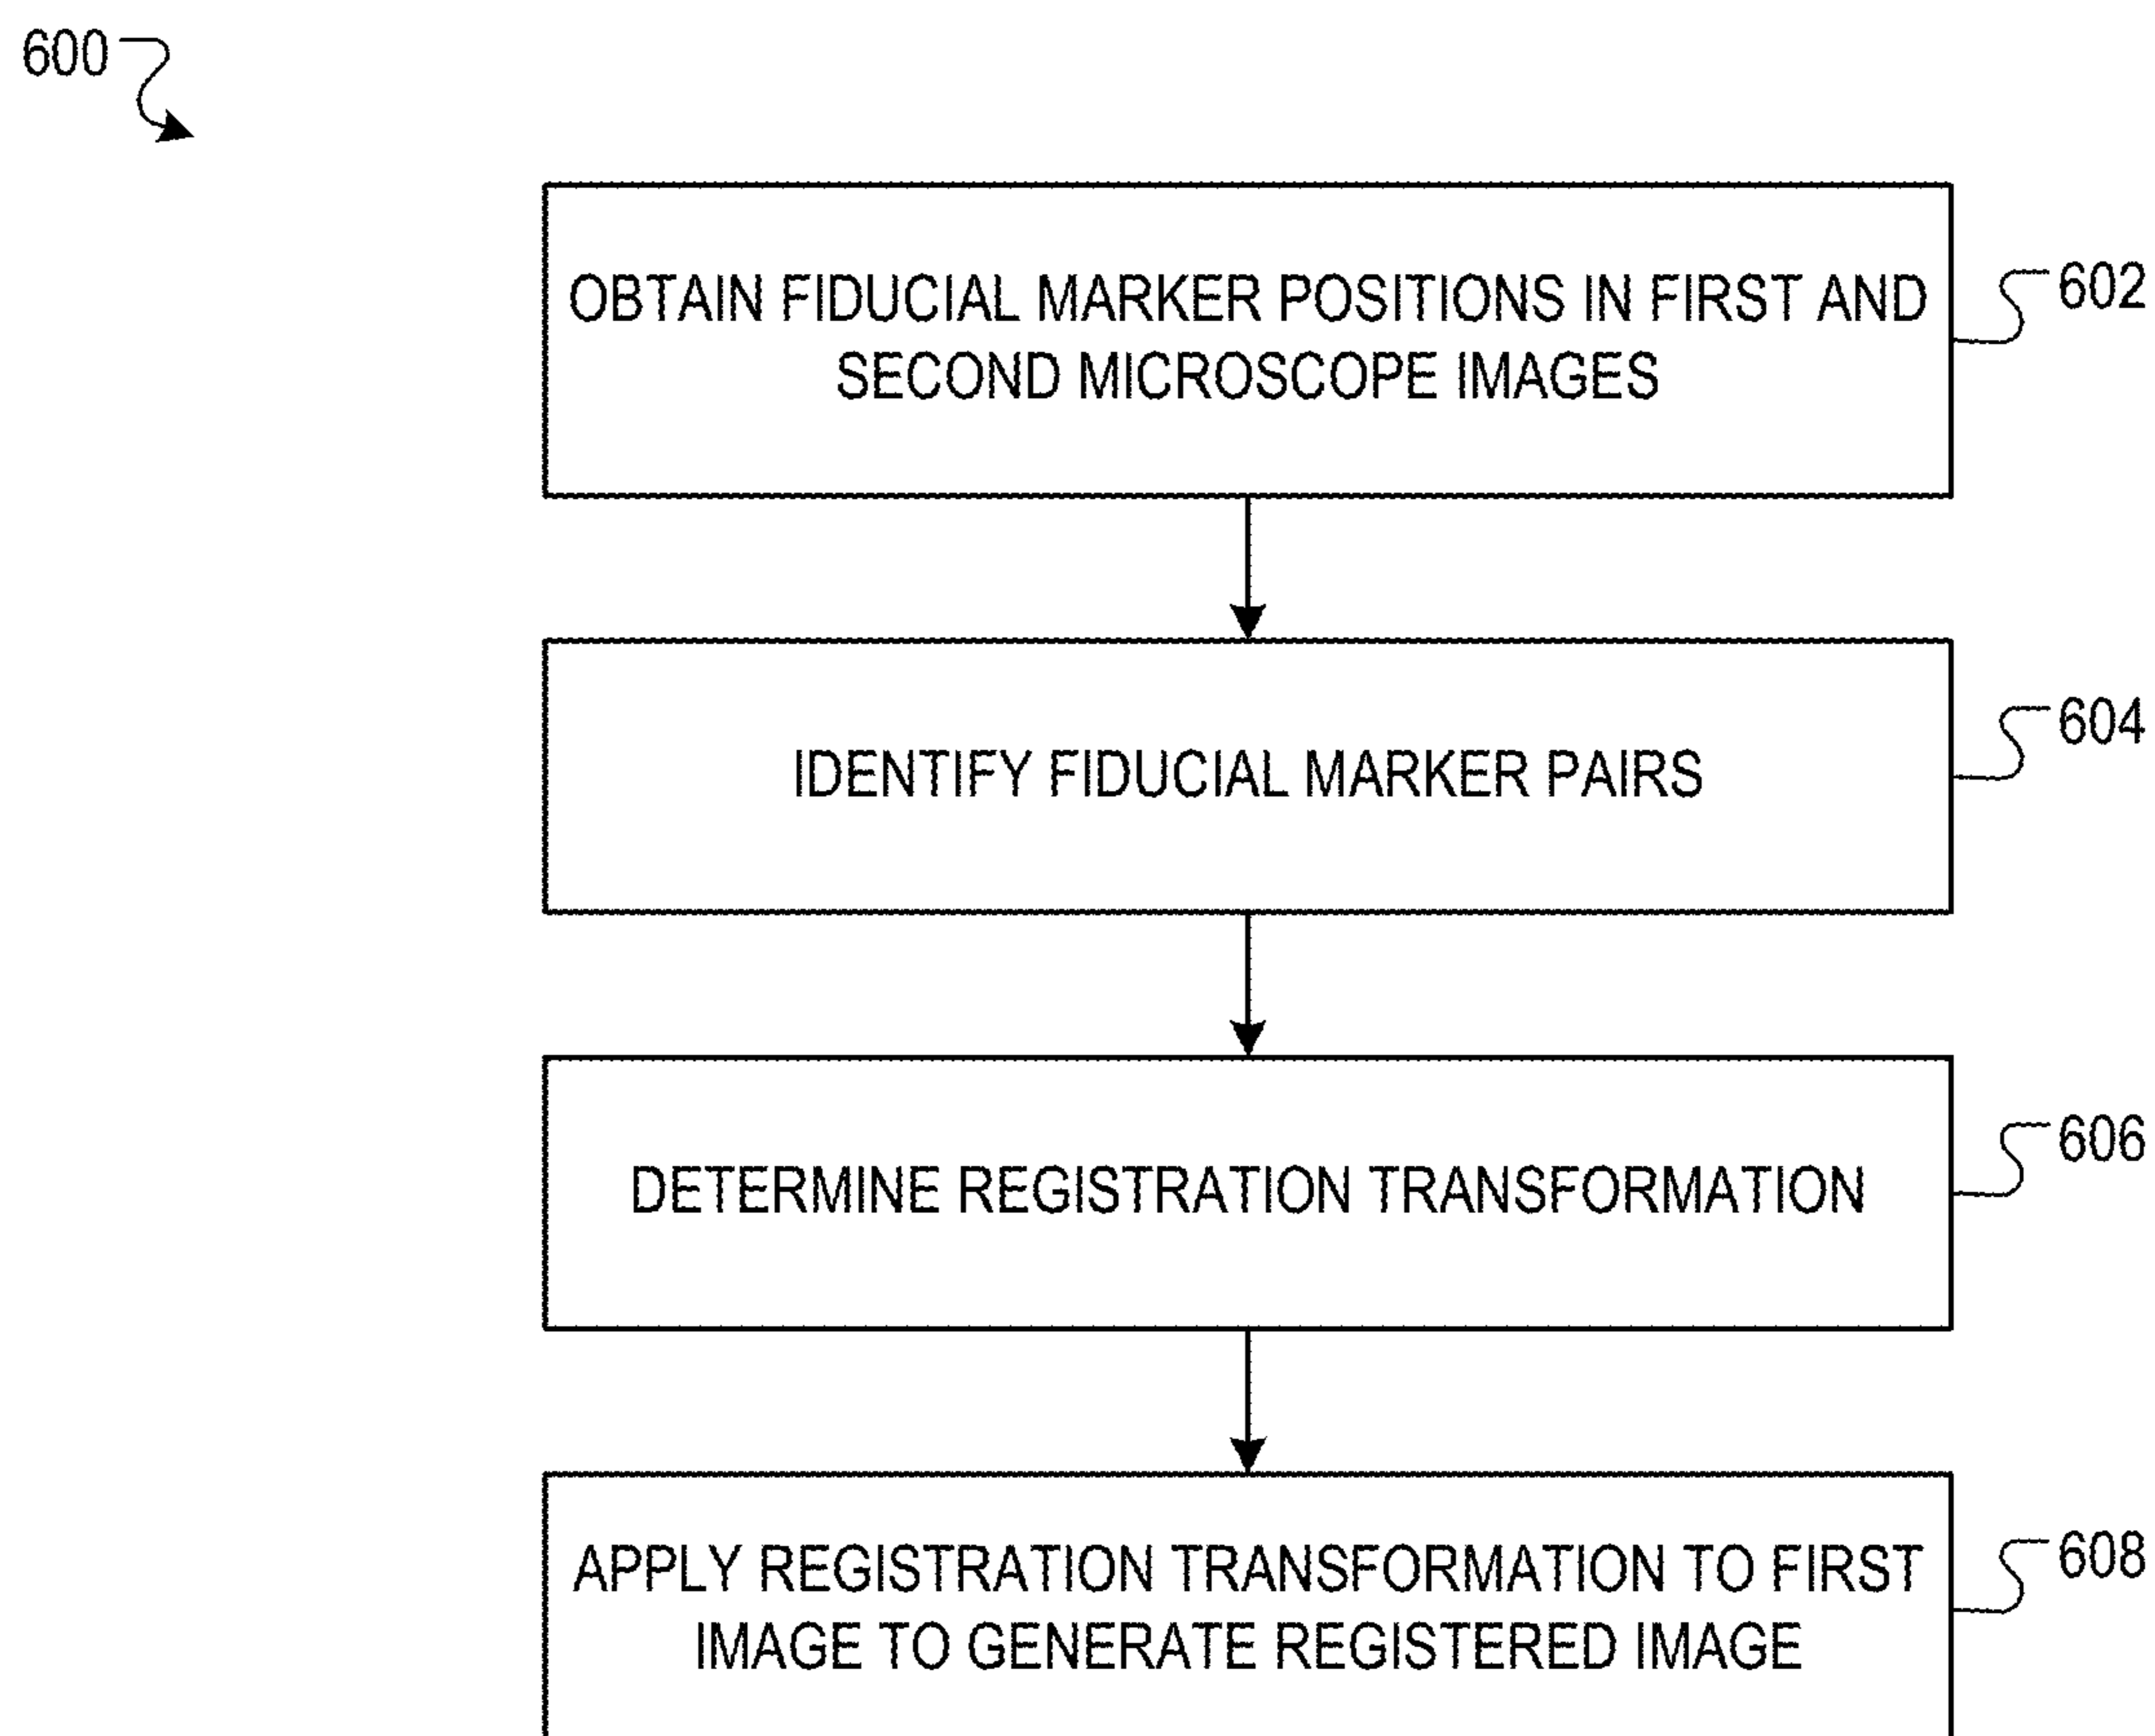 600
OBTAIN FIDUCIAL MARKER POSITIONS IN FIRST AND
SECOND MICROSCOPE IMAGES
602
IDENTIFY FIDUCIAL MARKER PAIRS
604
DETERMINE REGISTRATION TRANSFORMATION
606
APPLY REGISTRATION TRANSFORMATION TO FIRST
IMAGE TO GENERATE REGISTERED IMAGE
608